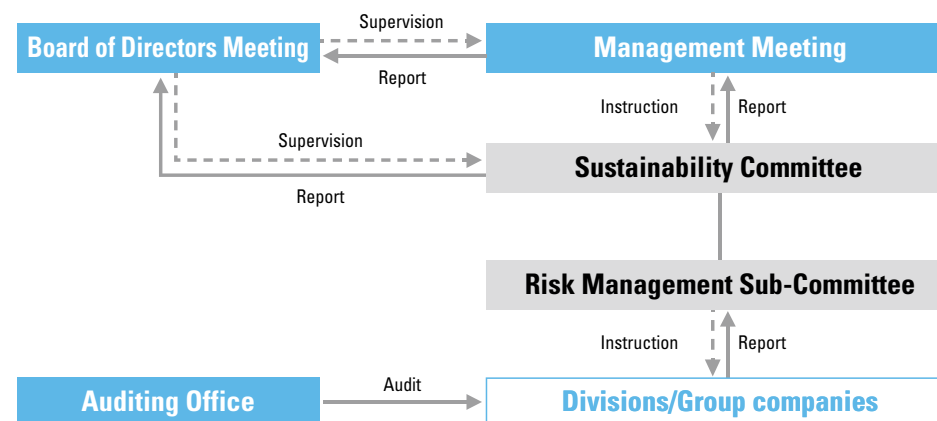 Supervision
Board of Directors Meeting
Management Meeting
Report
Instruction
Report
Supervision
Sustainability Committee
Report
Risk Management Sub-Committee
Instruction
Report
Audit
Auditing Office
Divisions/Group companies